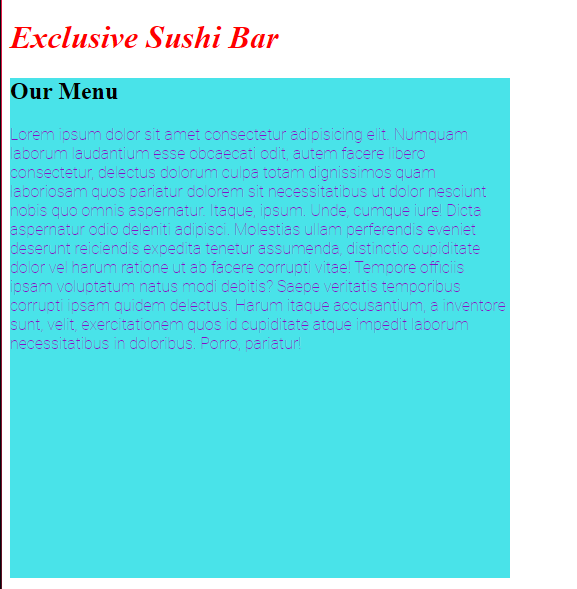 Exclusive Sushi Bar
Our Menu
Lorem ipsum dolor sit amet consectetur adipisicing elit. Numquam
laborum laudantium esse obcaecati odit, autem facere libero
consectetur, delectus dolorum culpa totam dignissimos quam
laboriosam quos pariatur dolorem sit necessitatibus ut dolor nesciunt
nobis quo omnis aspernatur. Itaque, ipsum. Unde, cumque iure! Dicta
aspernatur odio deleniti adipisci. Molestias ullam perferendis eveniet
deserunt reiciendis expedita tenetur assumenda, distinctio cupiditate
dolor vel harum ratione ut ab facere corrupti vitae! Tempore officiis
ipsam voluptatum natus modi debitis? Saepe veritatis temporibus
corrupti ipsam quidem delectus. Harum itaque accusantium, a inventore
sunt, velit, exercitationem quos id cupiditate atque impedit laborum
necessitatibus in doloribus. Porro, pariatur!